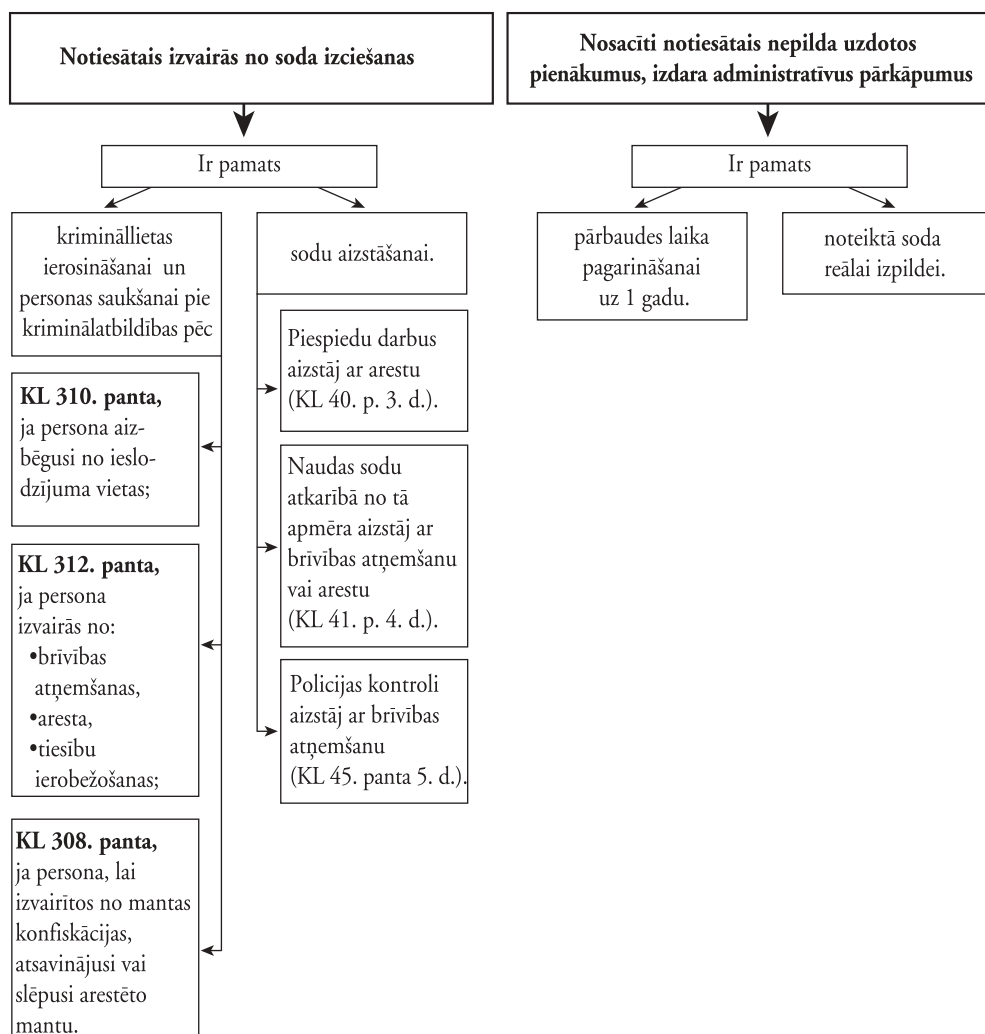 Notiesātais izvairās no soda izciešanas
Ir pamats
krimināllietas
ierosināšanai un
personas saukšanai pie
kriminālatbildības pēc
KL 310. panta,
ja persona aiz-
bēgusi no ieslo-
dzījuma vietas;
KL 312. panta,
ja persona
izvairās no:
•brīvības
atņemšanas,
•aresta,
•tiesību
ierobežošanas;
KL 308. panta,
ja persona, lai
izvairītos no mantas
konfiskācijas,
atsavinājusi vai
slēpusi arestēto
mantu.
sodu aizstāšanai.
Piespiedu darbus
aizstāj ar arestu
(KL 40. p. 3. d.).
Naudas sodu
atkarībā no tā
apmēra aizstāj ar
brīvības atņemšanu
vai arestu
(KL 41. p. 4. d.).
Policijas kontroli
aizstāj ar brīvības
atņemšanu
(KL 45. panta 5. d.).
Nosacīti notiesātais nepilda uzdotos
pienākumus, izdara administratīvus pārkāpumus
Ir pamats
pārbaudes laika
pagarināšanai
uz 1 gadu.
noteiktā soda
reālai izpildei.